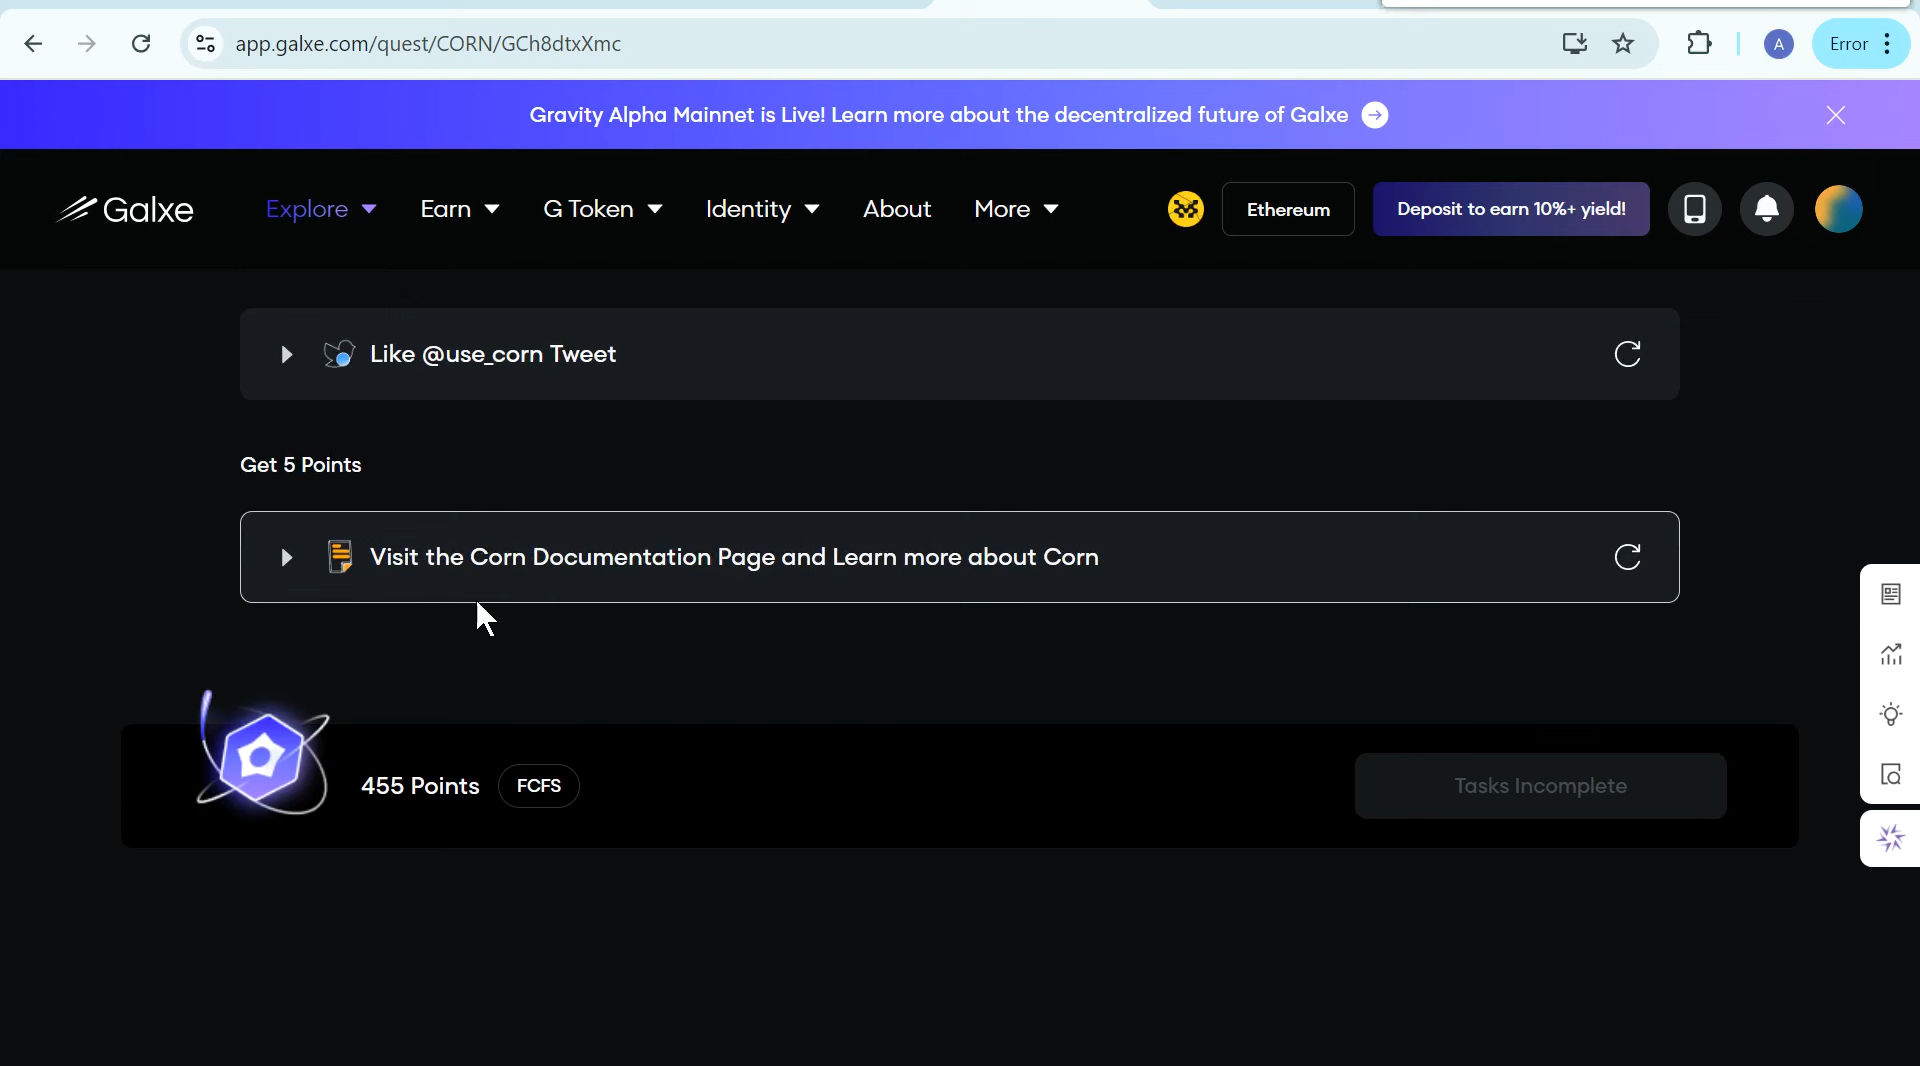 app.galxe.com/quest/CORN/GCh8dtxXmc
A
Error
Gravity Alpha Mainnet is Live! Learn more about the decentralized future of Galxe
Galxe
Explore
Earn
G Token
Identity
About
More
Ethereum
Deposit to earn 10%+ yield!
Like @use_corn Tweet
Get 5 Points
Visit the Corn Documentation Page and Learn more about Corn
455 Points
FCFS
Tasks Incomplete